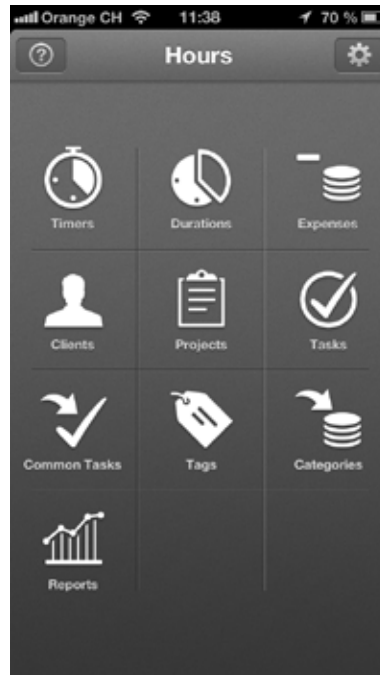 Orange CH 11:38 70 %
Hours
Timers Durations Expenses
Clients Projects Tasks
Common Tasks Tags Categories
Reports